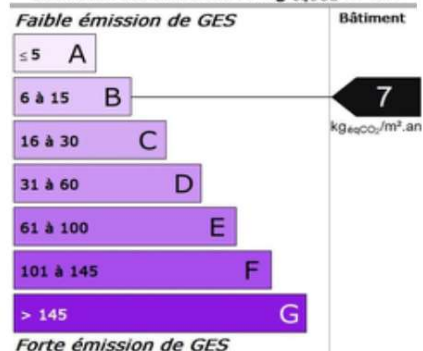 Faible émission de GES
Bâtiment
≤ 5 A
6 à 15 B
7
kgéqCO₂/m².an
16 à 30 C
31 à 60 D
61 à 100 E
101 à 145 F
> 145 G
Forte émission de GES